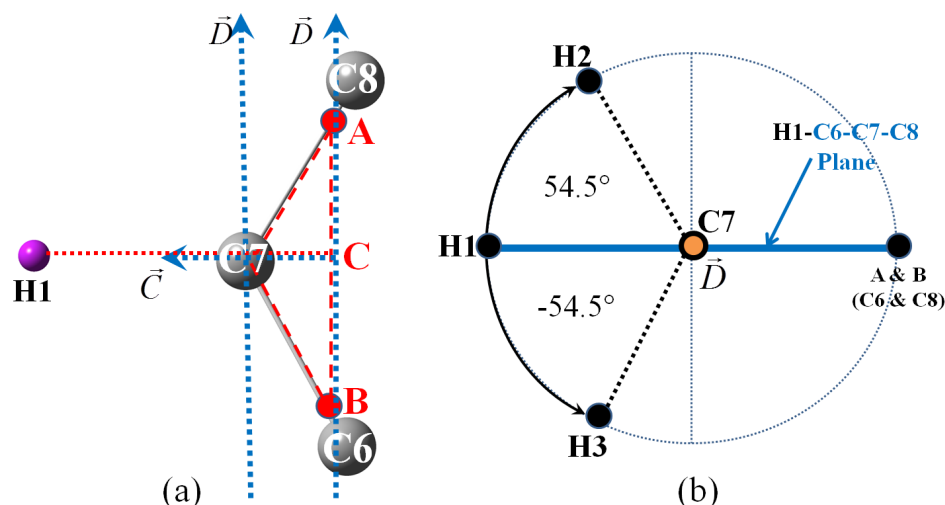 D⃗
D⃗
C8
A
C7
C
H1
C⃗
B
C6
(a)
H2
H1-C6-C7-C8
Plane
54.5°
C7
H1
D⃗
A & B
(C6 & C8)
-54.5°
H3
(b)